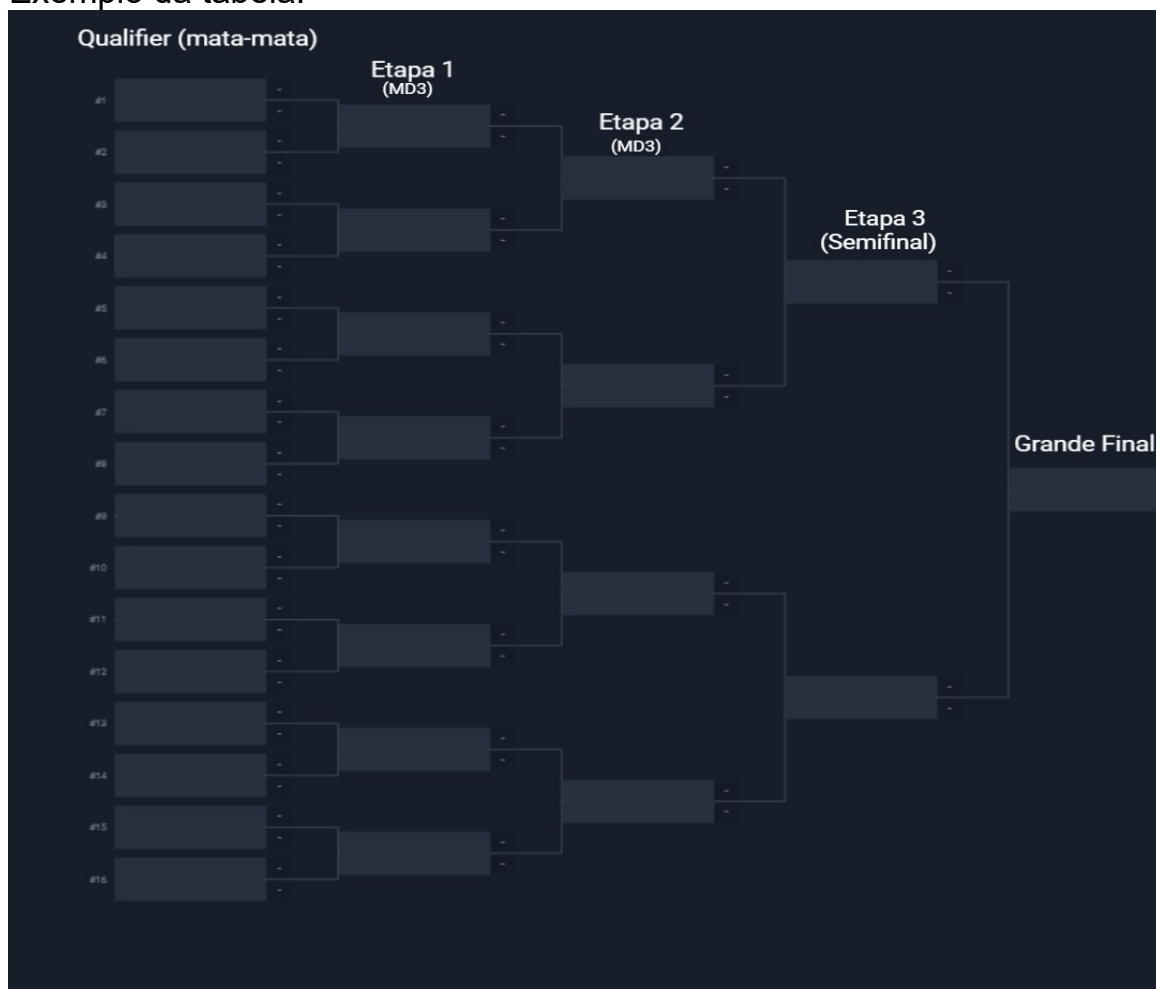 Exemplo da tabela:
Qualifier (mata-mata)
Etapa 1
(MD3)
Etapa 2
(MD3)
Etapa 3
(Semifinal)
Grande Final
#1
#2
#3
#4
#5
#6
#7
#8
#9
#10
#11
#12
#13
#14
#15
#16